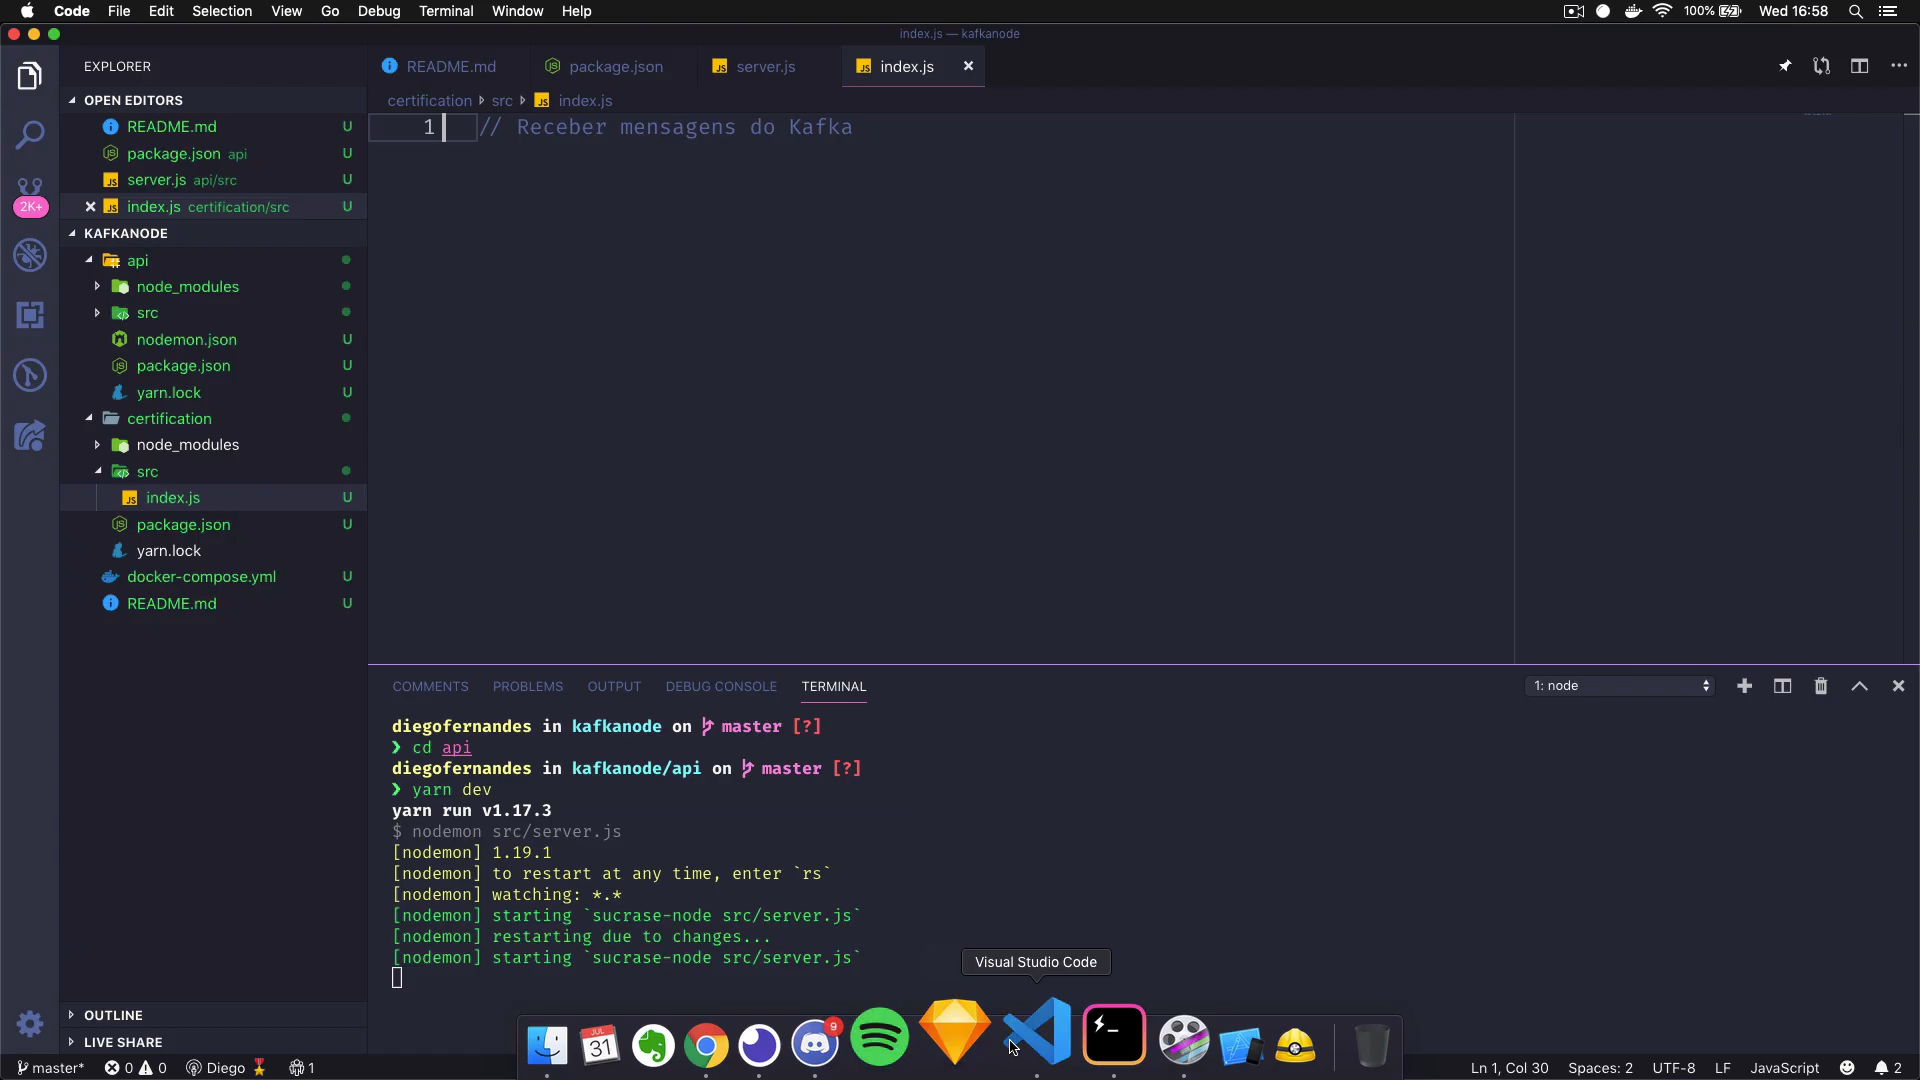 Code File Edit Selection View Go Debug Terminal Window Help 100% Wed 16:58
index.js — kafkanode
EXPLORER
README.md package.json server.js index.js
OPEN EDITORS
certification src index.js
README.md U
package.json api U
server.js api/src U
index.js certification/src U
2K+
1 // Receber mensagens do Kafka
KAFKANODE
api
node_modules
src
nodemon.json U
package.json U
yarn.lock U
certification
node_modules
src
index.js U
package.json U
yarn.lock
docker-compose.yml U
README.md U
OUTLINE
LIVE SHARE
COMMENTS PROBLEMS OUTPUT DEBUG CONSOLE TERMINAL 1: node
diegofernandes in kafkanode on master [?]
❯ cd api
diegofernandes in kafkanode/api on master [?]
❯ yarn dev
yarn run v1.17.3
$ nodemon src/server.js
[nodemon] 1.19.1
[nodemon] to restart at any time, enter `rs`
[nodemon] watching: *.*
[nodemon] starting `sucrase-node src/server.js`
[nodemon] restarting due to changes...
[nodemon] starting `sucrase-node src/server.js`
Visual Studio Code
JUL
31
9
master* 0 0 Diego 1 Ln 1, Col 30 Spaces: 2 UTF-8 LF JavaScript 2